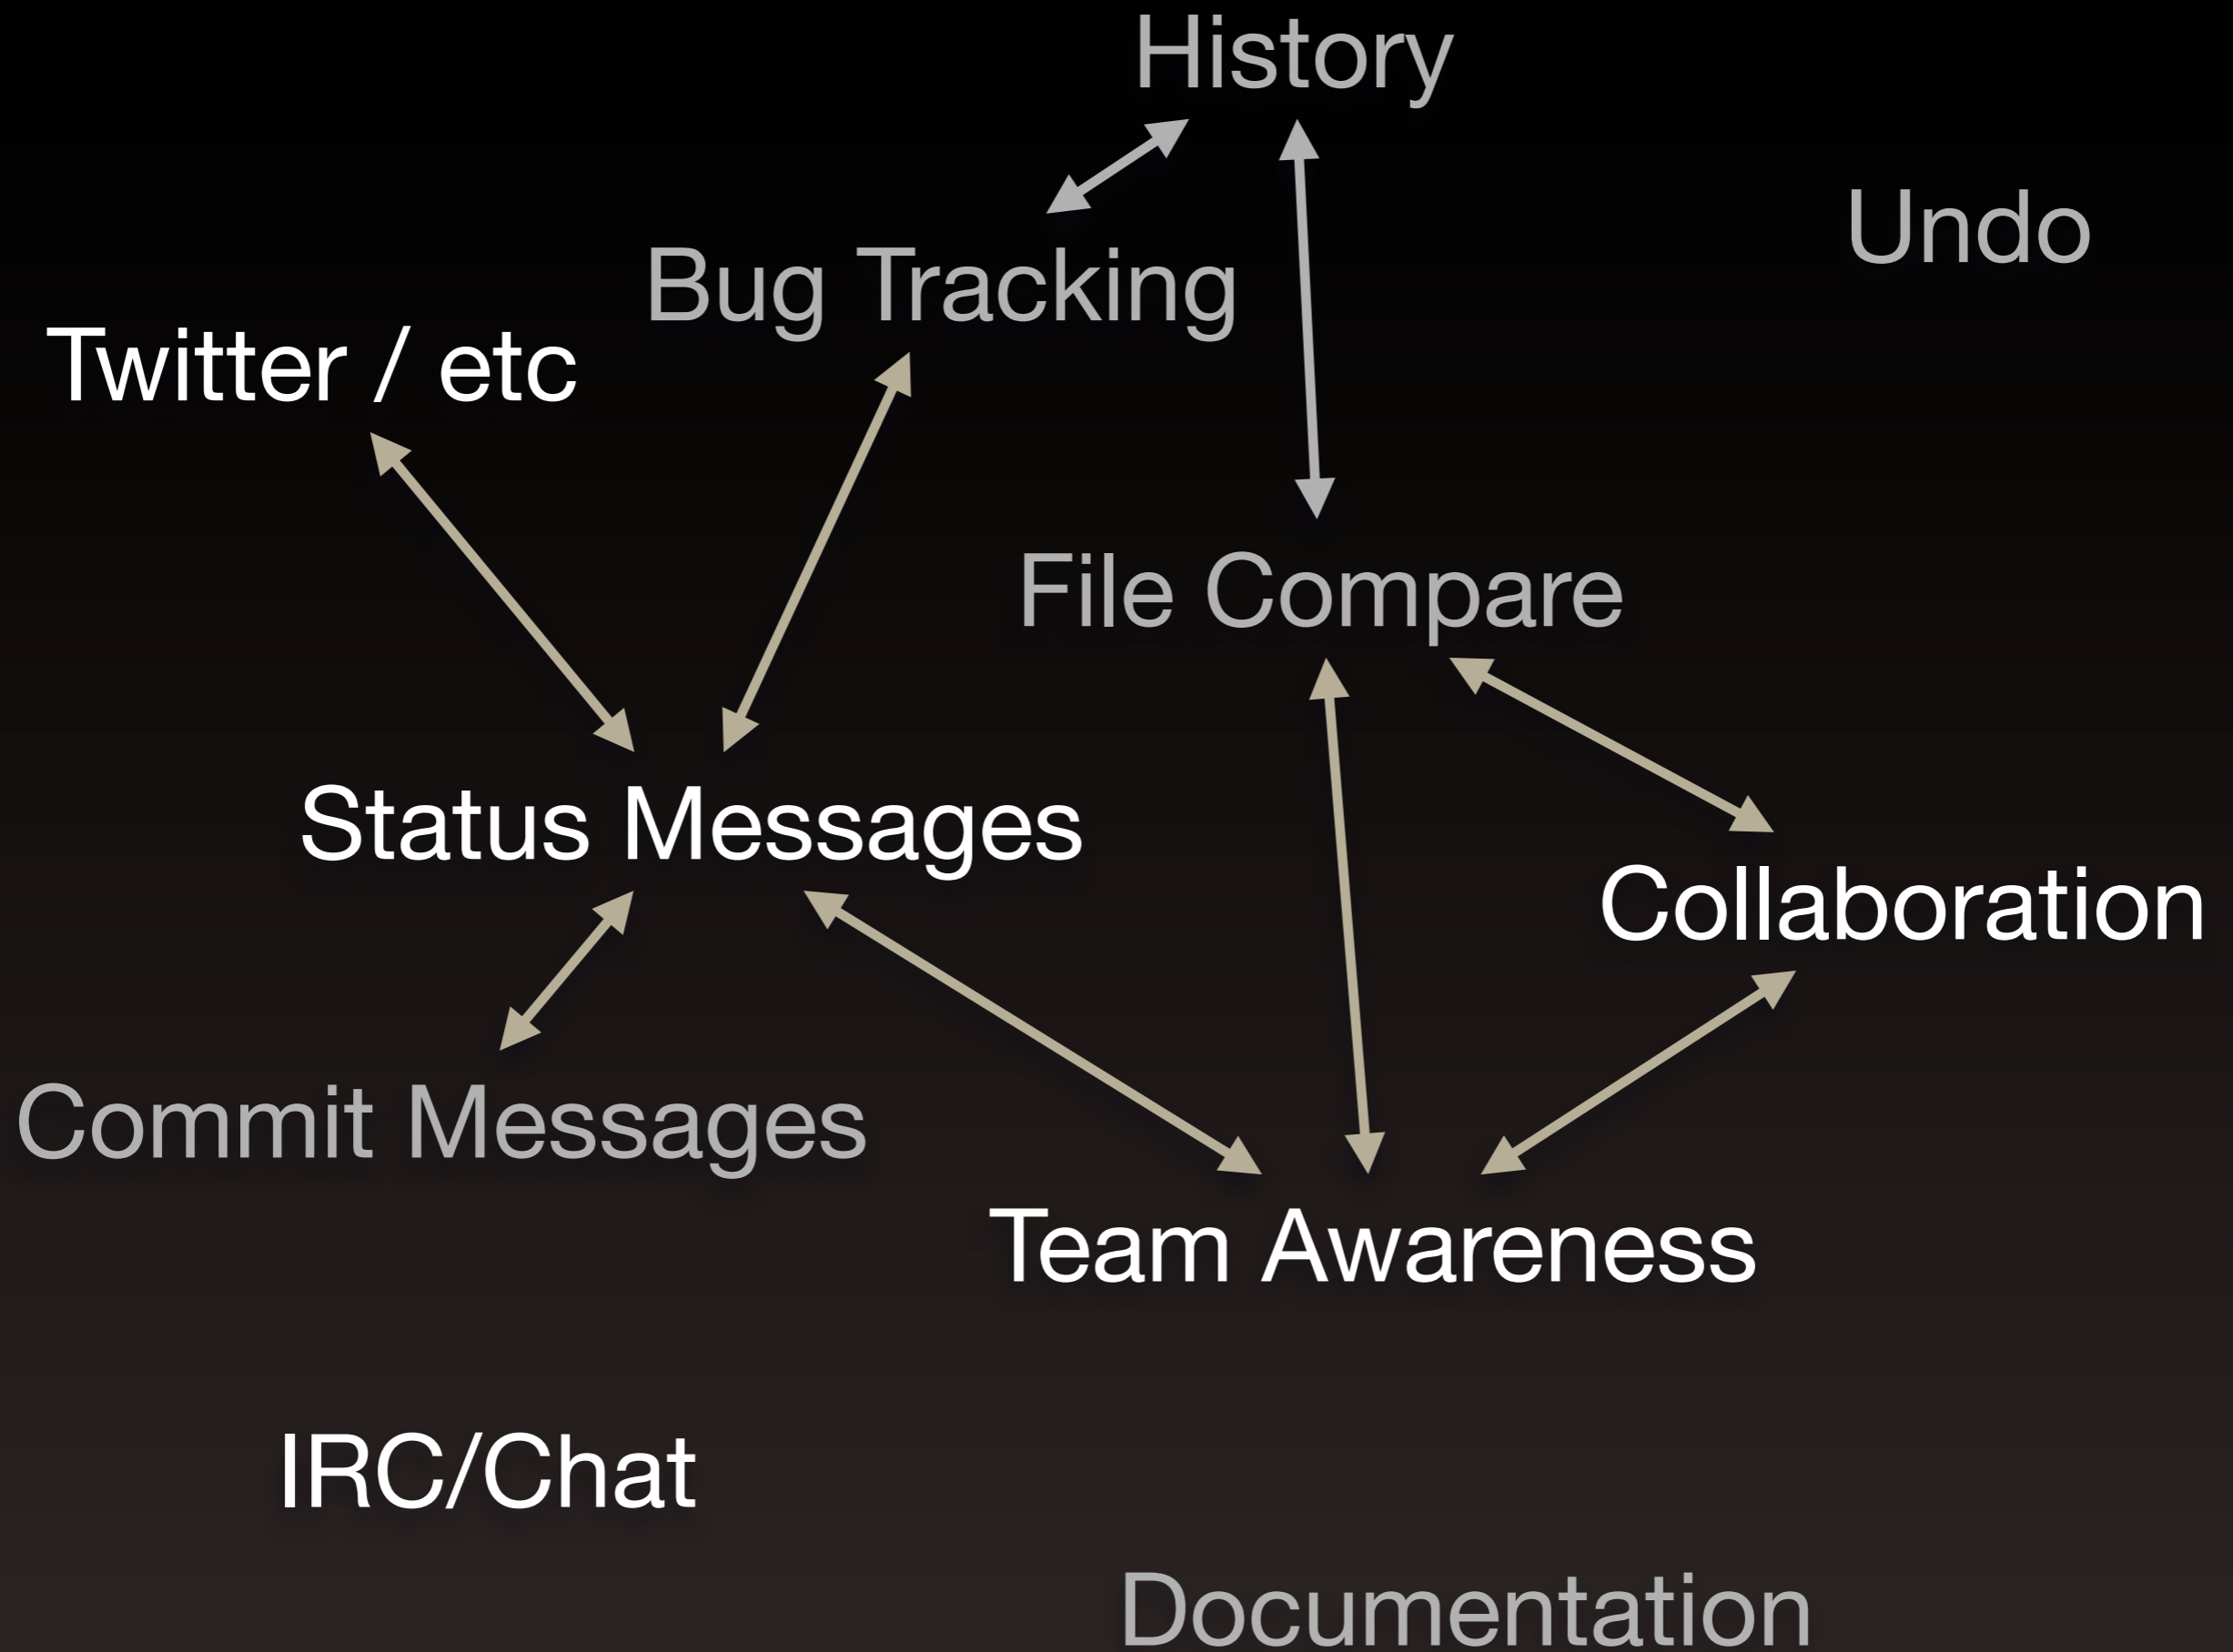 History
Undo
Bug Tracking
Twitter / etc
File Compare
Status Messages
Collaboration
Commit Messages
Team Awareness
IRC/Chat
Documentation